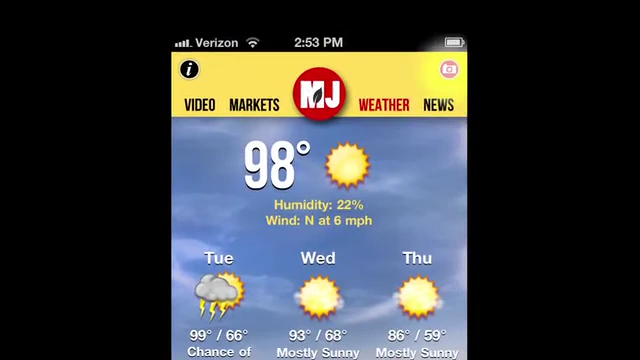 Verizon 2:53 PM
i
MJ
VIDEO MARKETS WEATHER NEWS
98°
Humidity: 22%
Wind: N at 6 mph
Tue Wed Thu
99° / 66° 93° / 68° 86° / 59°
Chance of Mostly Sunny Mostly Sunny